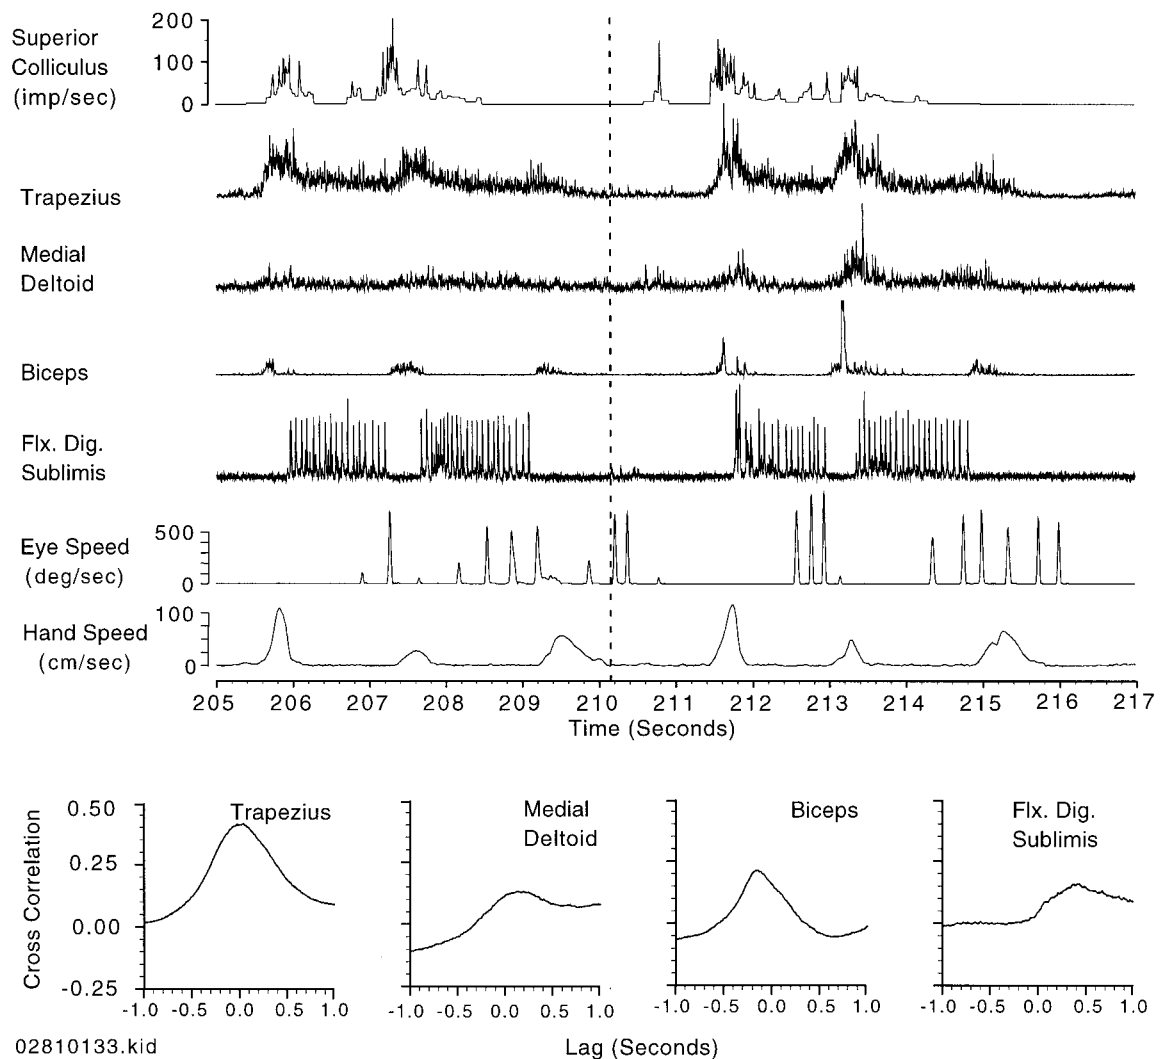 Superior
Colliculus
(imp/sec)
200
100
0
Trapezius
Medial
Deltoid
Biceps
Flx. Dig.
Sublimis
Eye Speed
(deg/sec)
500
0
Hand Speed
(cm/sec)
100
0
205 206 207 208 209 210 211 212 213 214 215 216 217
Time (Seconds)
Cross Correlation
0.50
0.25
0.00
-0.25
Trapezius
Medial
Deltoid
Biceps
Flx. Dig.
Sublimis
-1.0 -0.5 0.0 0.5 1.0
-1.0 -0.5 0.0 0.5 1.0
-1.0 -0.5 0.0 0.5 1.0
-1.0 -0.5 0.0 0.5 1.0
02810133.kid
Lag (Seconds)